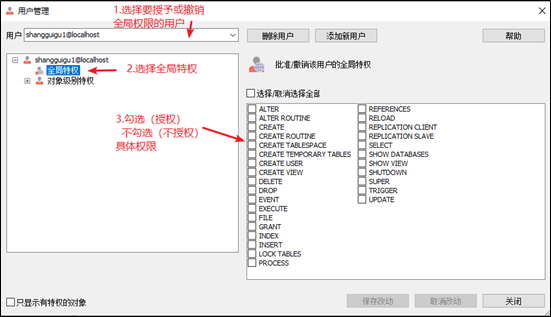 用户管理
1.选择要授予或撤销
全局权限的用户
用户 shangguigu1@localhost
删除用户
添加新用户
帮助
shangguigu1@localhost
全局特权
对象级别特权
2.选择全局特权
批准/撤销该用户的全局特权
选择/取消选择全部
3.勾选（授权）
不勾选（不授权）
具体权限
ALTER
ALTER ROUTINE
CREATE
CREATE ROUTINE
CREATE TABLESPACE
CREATE TEMPORARY TABLES
CREATE USER
CREATE VIEW
DELETE
DROP
EVENT
EXECUTE
FILE
GRANT
INDEX
INSERT
LOCK TABLES
PROCESS
REFERENCES
RELOAD
REPLICATION CLIENT
REPLICATION SLAVE
SELECT
SHOW DATABASES
SHOW VIEW
SHUTDOWN
SUPER
TRIGGER
UPDATE
只显示有特权的对象
保存改动
取消改动
关闭